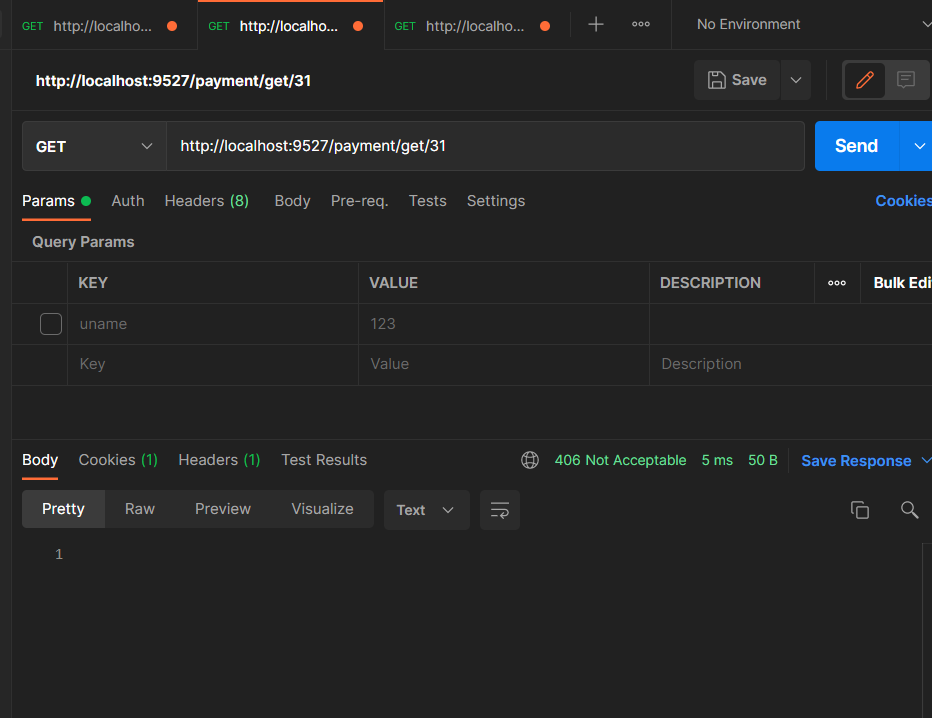 GET http://localho... GET http://localho... GET http://localho... No Environment
http://localhost:9527/payment/get/31 Save
GET http://localhost:9527/payment/get/31 Send
Params Auth Headers (8) Body Pre-req. Tests Settings Cookies
Query Params
KEY VALUE DESCRIPTION Bulk Edi
uname 123
Key Value Description
Body Cookies (1) Headers (1) Test Results 406 Not Acceptable 5 ms 50 B Save Response
Pretty Raw Preview Visualize Text
1